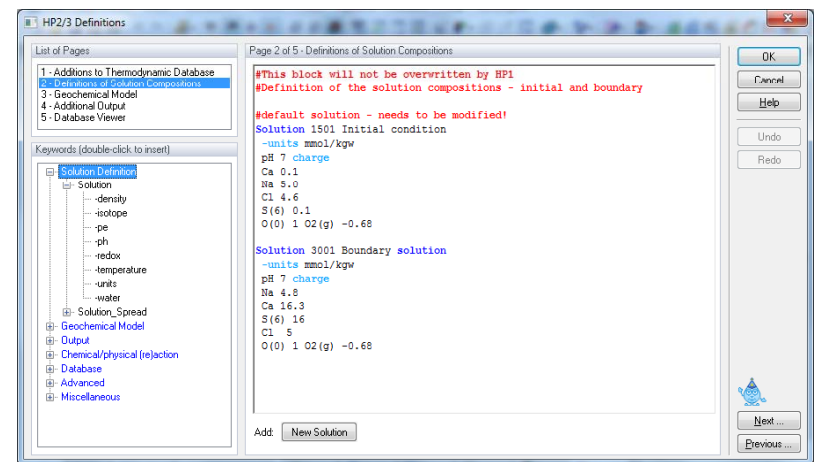 HP2/3 Definitions
List of Pages
1 - Additions to Thermodynamic Database
2 - Definitions of Solution Compositions
3 - Geochemical Model
4 - Additional Output
5 - Database Viewer
Keywords (double-click to insert)
Solution Definition
Solution
-density
-isotope
-pe
-ph
-redox
-temperature
-units
-water
Solution_Spread
Geochemical Model
Output
Chemical/physical (re)action
Database
Advanced
Miscellaneous
Page 2 of 5 - Definitions of Solution Compositions
#This block will not be overwritten by HP1
#Definition of the solution compositions - initial and boundary
#default solution - needs to be modified!
Solution 1501 Initial condition
-units mmol/kgw
pH 7 charge
Ca 0.1
Na 5.0
Cl 4.6
S(6) 0.1
O(0) 1 O2(g) -0.68
Solution 3001 Boundary solution
-units mmol/kgw
pH 7 charge
Na 4.8
Ca 16.3
S(6) 16
Cl  5
O(0) 1 O2(g) -0.68
Add: New Solution
OK
Cancel
Help
Undo
Redo
Next ...
Previous ...